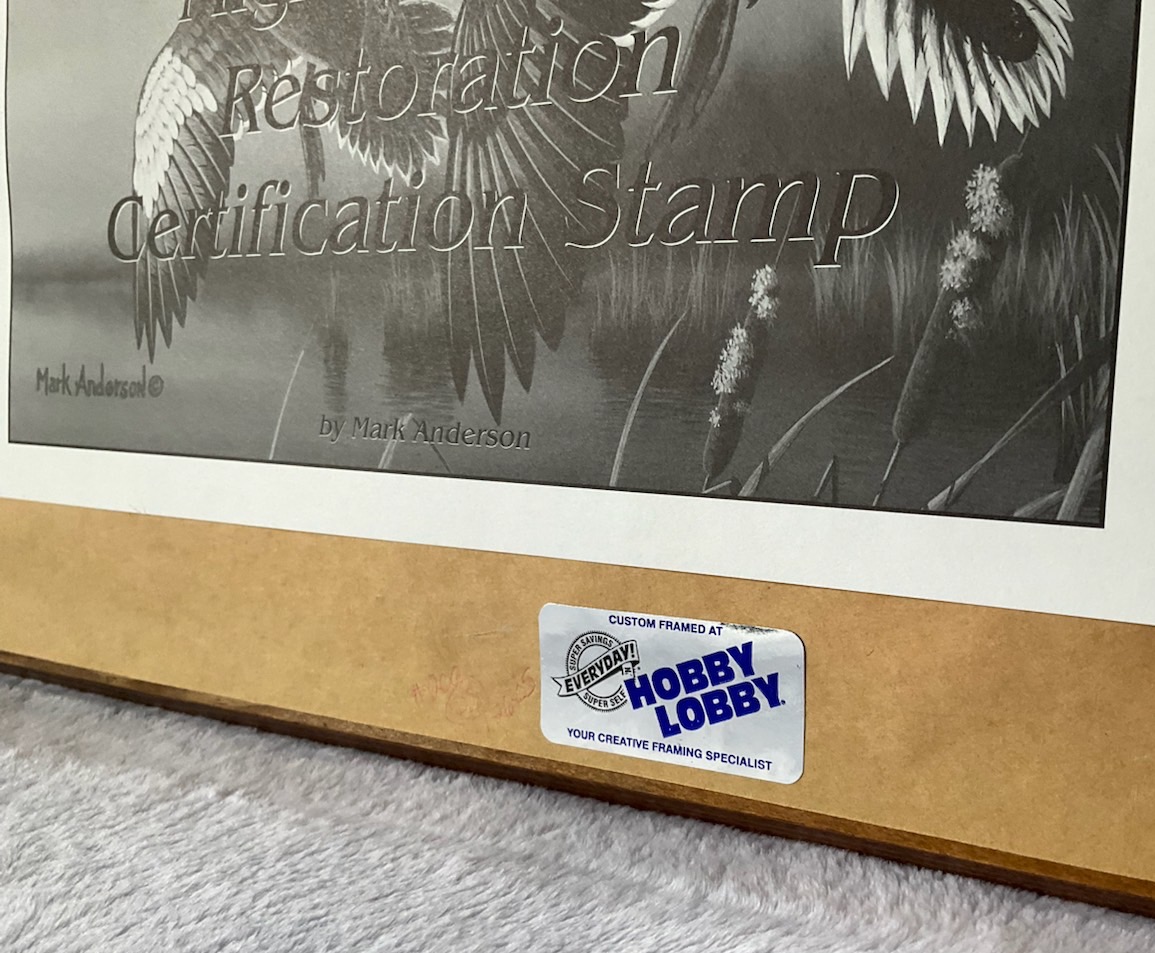 Restoration
Certification Stamp
Mark Anderson©
by Mark Anderson
CUSTOM FRAMED AT
SUPER SAVINGS
EVERYDAY!
SUPER SELE
HOBBY
LOBBY.
YOUR CREATIVE FRAMING SPECIALIST